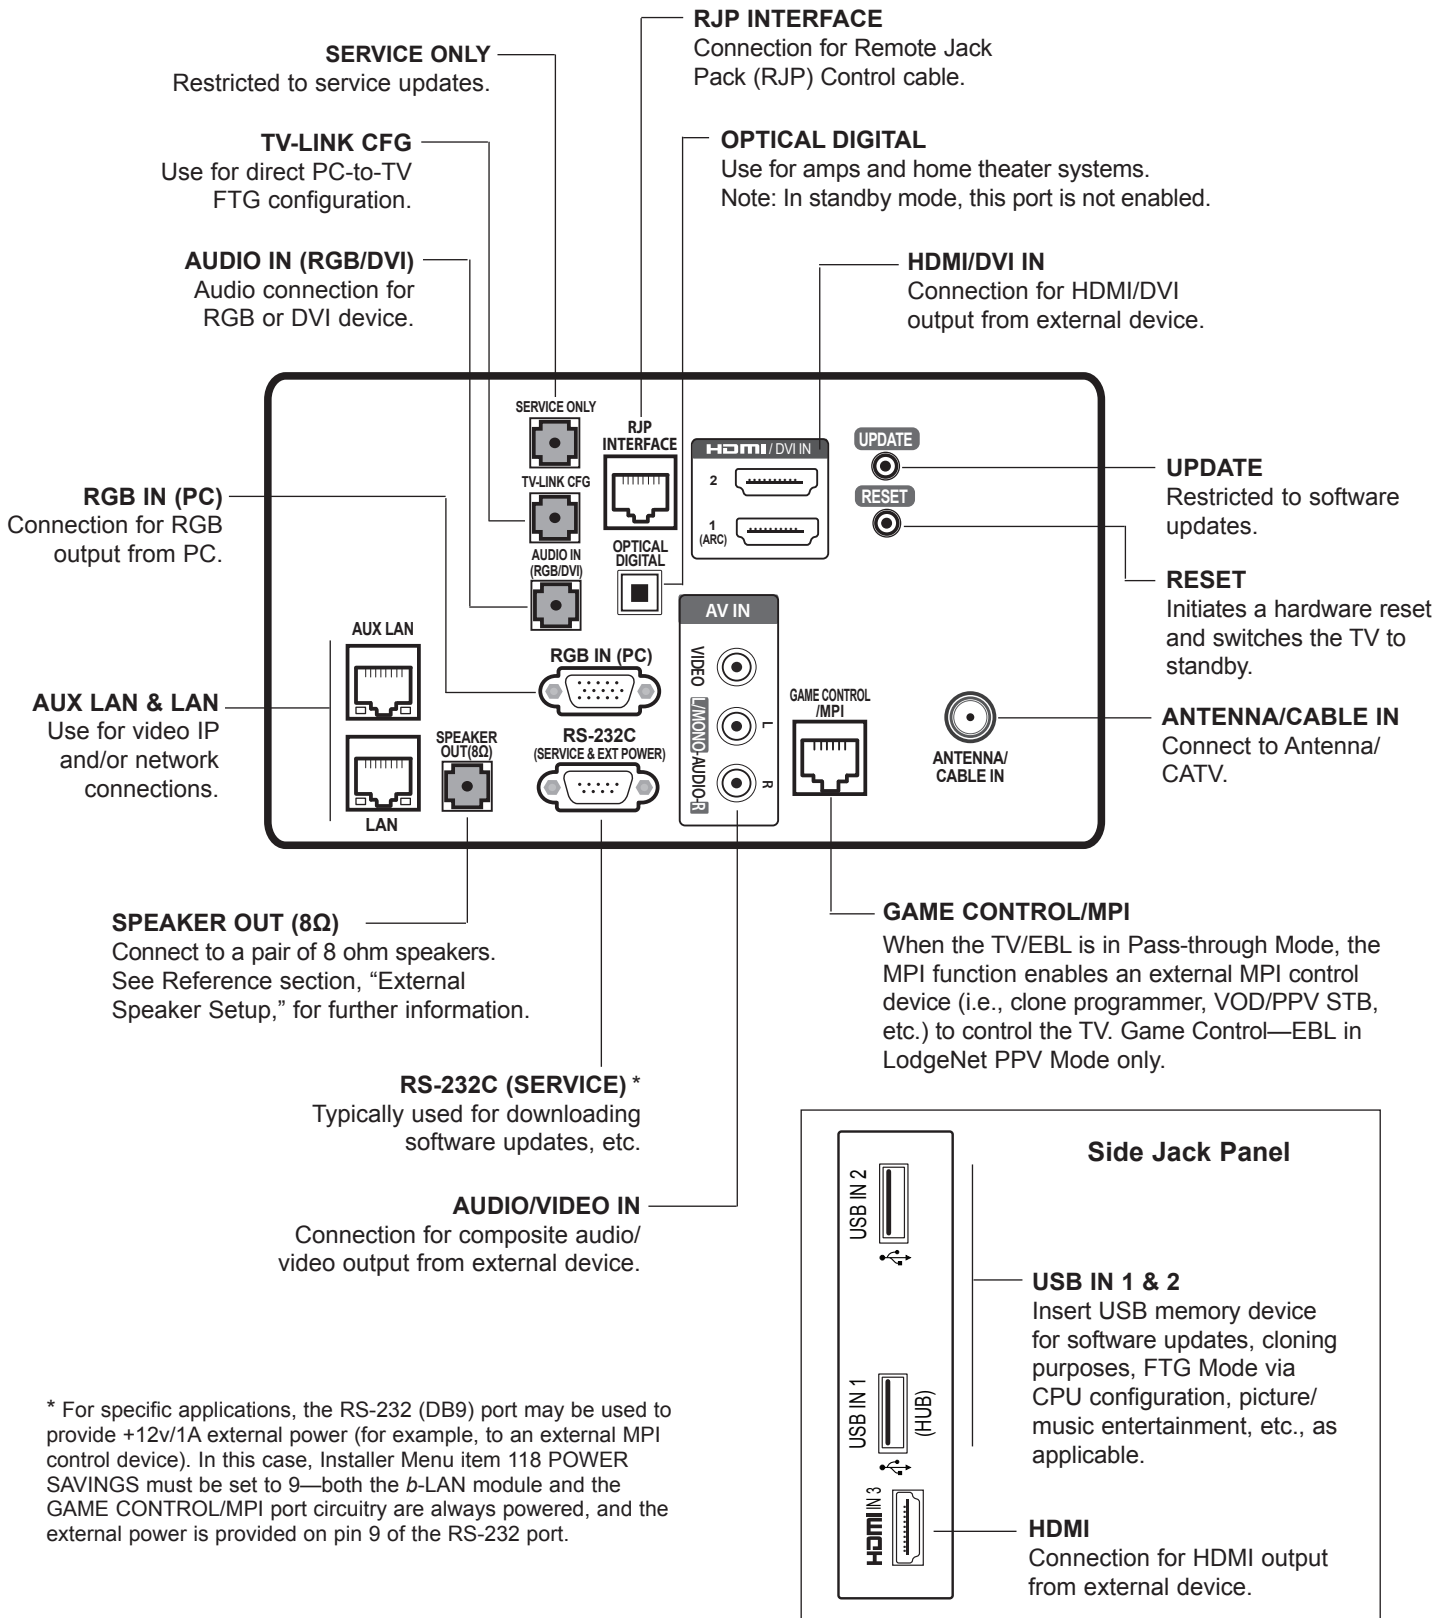 RJP INTERFACE
Connection for Remote Jack
Pack (RJP) Control cable.
SERVICE ONLY
Restricted to service updates.
TV-LINK CFG
Use for direct PC-to-TV
FTG configuration.
OPTICAL DIGITAL
Use for amps and home theater systems.
Note: In standby mode, this port is not enabled.
AUDIO IN (RGB/DVI)
Audio connection for
RGB or DVI device.
HDMI/DVI IN
Connection for HDMI/DVI
output from external device.
SERVICE ONLY
RJP
INTERFACE
HDMI / DVI IN
2
1
(ARC)
UPDATE
RESET
TV-LINK CFG
AUDIO IN
(RGB/DVI)
OPTICAL
DIGITAL
UPDATE
Restricted to software
updates.
RGB IN (PC)
Connection for RGB
output from PC.
RESET
Initiates a hardware reset
and switches the TV to
standby.
AUX LAN
RGB IN (PC)
AV IN
VIDEO
L/MONO-AUDIO-R
L
R
GAME CONTROL
/MPI
ANTENNA/
CABLE IN
AUX LAN & LAN
Use for video IP
and/or network
connections.
SPEAKER
OUT(8Ω)
RS-232C
(SERVICE & EXT POWER)
LAN
ANTENNA/CABLE IN
Connect to Antenna/
CATV.
SPEAKER OUT (8Ω)
Connect to a pair of 8 ohm speakers.
See Reference section, “External
Speaker Setup,” for further information.
GAME CONTROL/MPI
When the TV/EBL is in Pass-through Mode, the
MPI function enables an external MPI control
device (i.e., clone programmer, VOD/PPV STB,
etc.) to control the TV. Game Control—EBL in
LodgeNet PPV Mode only.
RS-232C (SERVICE) *
Typically used for downloading
software updates, etc.
AUDIO/VIDEO IN
Connection for composite audio/
video output from external device.
Side Jack Panel
USB IN 2
USB IN 1
(HUB)
HDMI IN 3
USB IN 1 & 2
Insert USB memory device
for software updates, cloning
purposes, FTG Mode via
CPU configuration, picture/
music entertainment, etc., as
applicable.
HDMI
Connection for HDMI output
from external device.
* For specific applications, the RS-232 (DB9) port may be used to
provide +12v/1A external power (for example, to an external MPI
control device). In this case, Installer Menu item 118 POWER
SAVINGS must be set to 9—both the b-LAN module and the
GAME CONTROL/MPI port circuitry are always powered, and the
external power is provided on pin 9 of the RS-232 port.